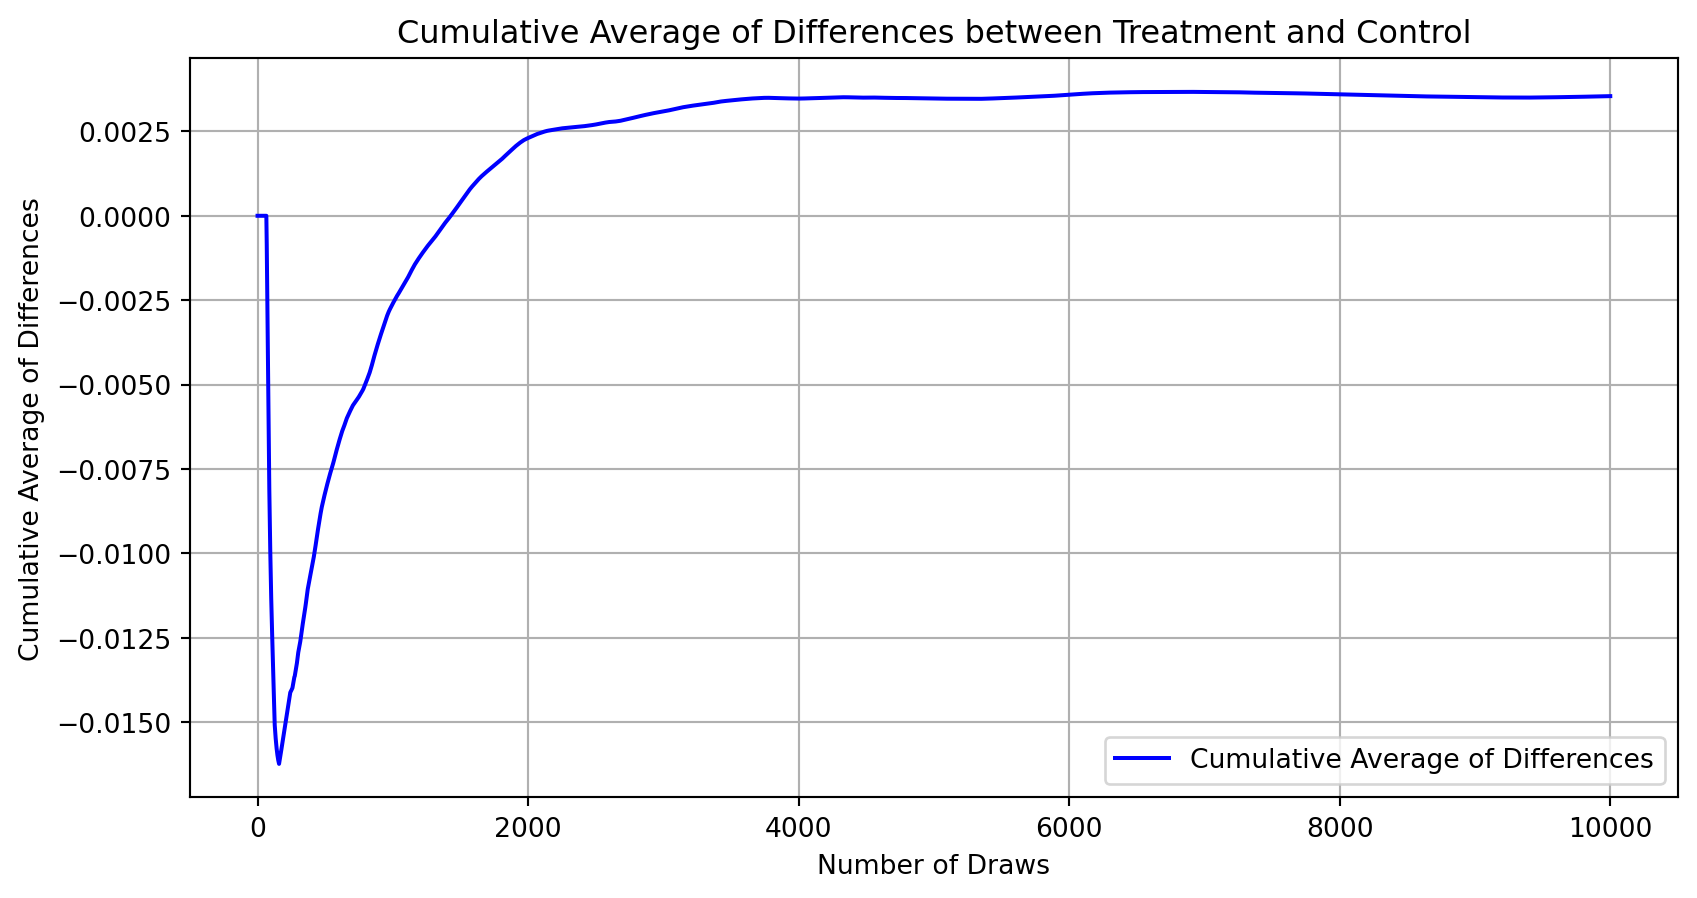 Cumulative Average of Differences between Treatment and Control
Cumulative Average of Differences
0.0025
0.0000
−0.0025
−0.0050
−0.0075
−0.0100
−0.0125
−0.0150
Cumulative Average of Differences
0 2000 4000 6000 8000 10000
Number of Draws